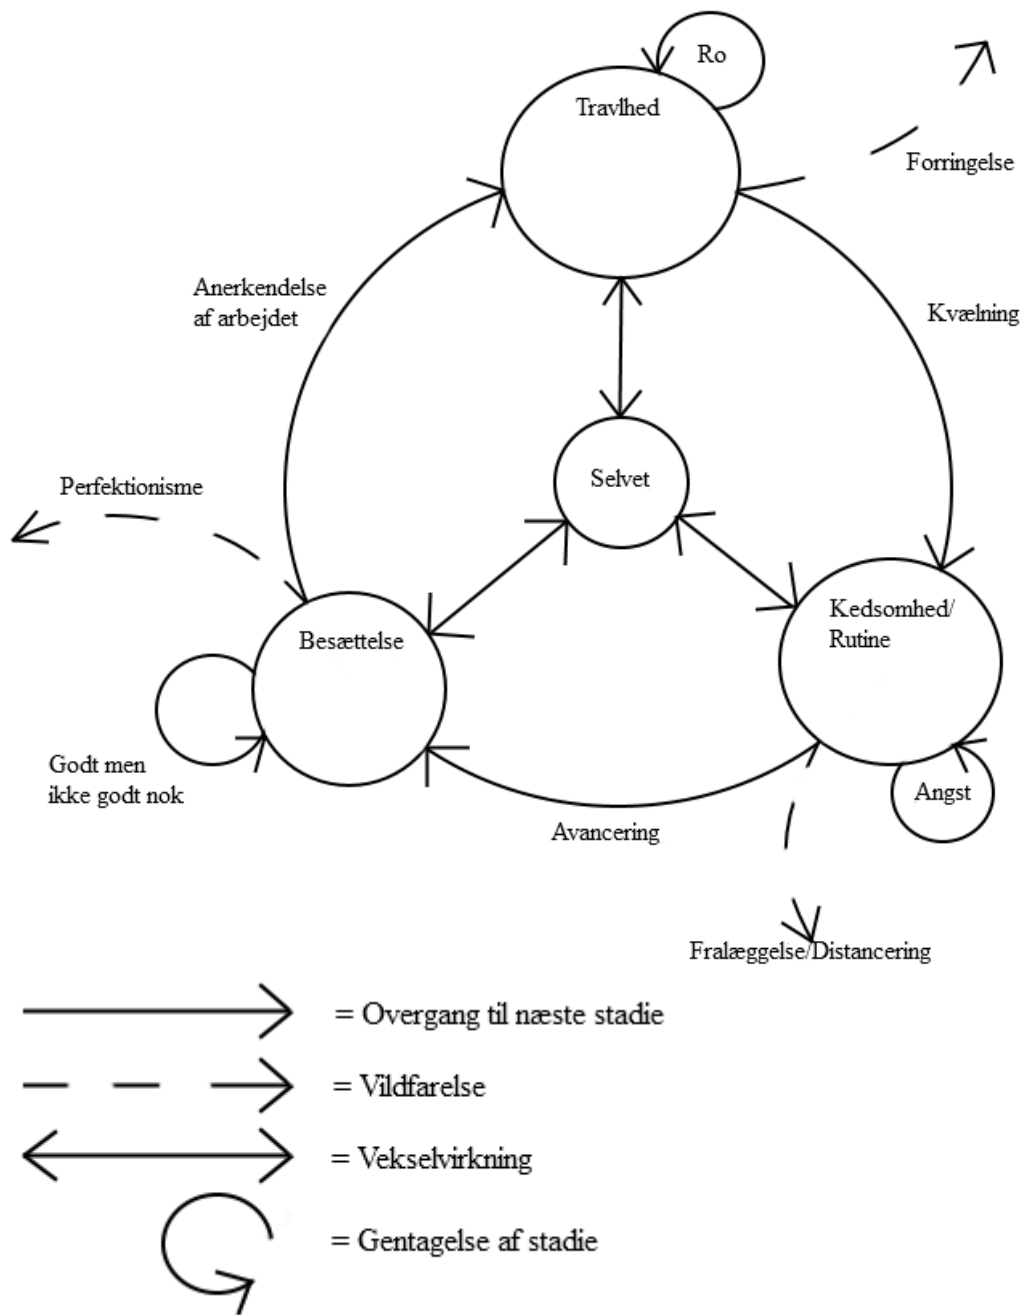 Ro
Travlhed
Forringelse
Anerkendelse
af arbejdet
Kvælning
Perfektionisme
Selvet
Kedsomhed/
Rutine
Besættelse
Godt men
ikke godt nok
Angst
Avancering
Fralæggelse/Distancering
= Overgang til næste stadie
= Vildfarelse
= Vekselvirkning
= Gentagelse af stadie